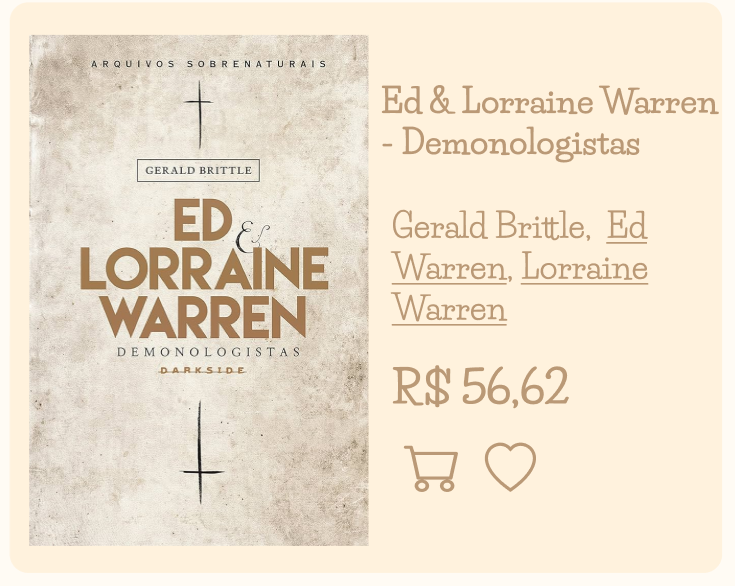 ARQUIVOS SOBRENATURAIS
GERALD BRITTLE
ED &
LORRAINE
WARREN
DEMONOLOGISTAS
DARKSIDE
Ed & Lorraine Warren
- Demonologistas
Gerald Brittle, Ed
Warren, Lorraine
Warren
R$ 56,62